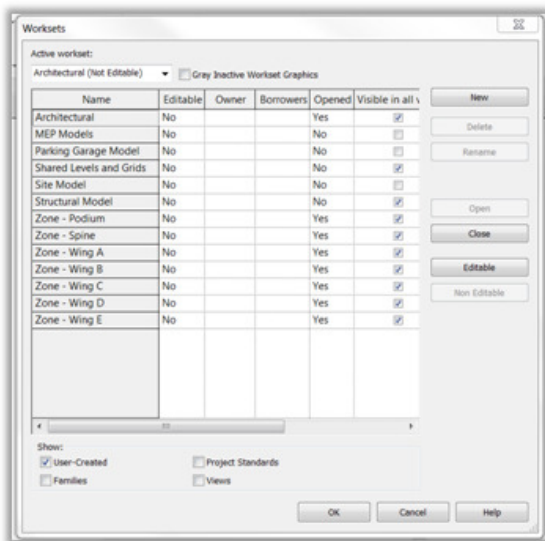 Worksets
Active workset:
Architectural (Not Editable) Gray Inactive Workset Graphics
Name Editable Owner Borrowers Opened Visible in all v
Architectural No Yes
MEP Models No No
Parking Garage Model No No
Shared Levels and Grids No No
Site Model No No
Structural Model No No
Zone - Podium No Yes
Zone - Spine No Yes
Zone - Wing A No Yes
Zone - Wing B No Yes
Zone - Wing C No Yes
Zone - Wing D No Yes
Zone - Wing E No Yes
New
Delete
Rename
Open
Close
Editable
Non Editable
Show:
User-Created Project Standards
Families Views
OK Cancel Help